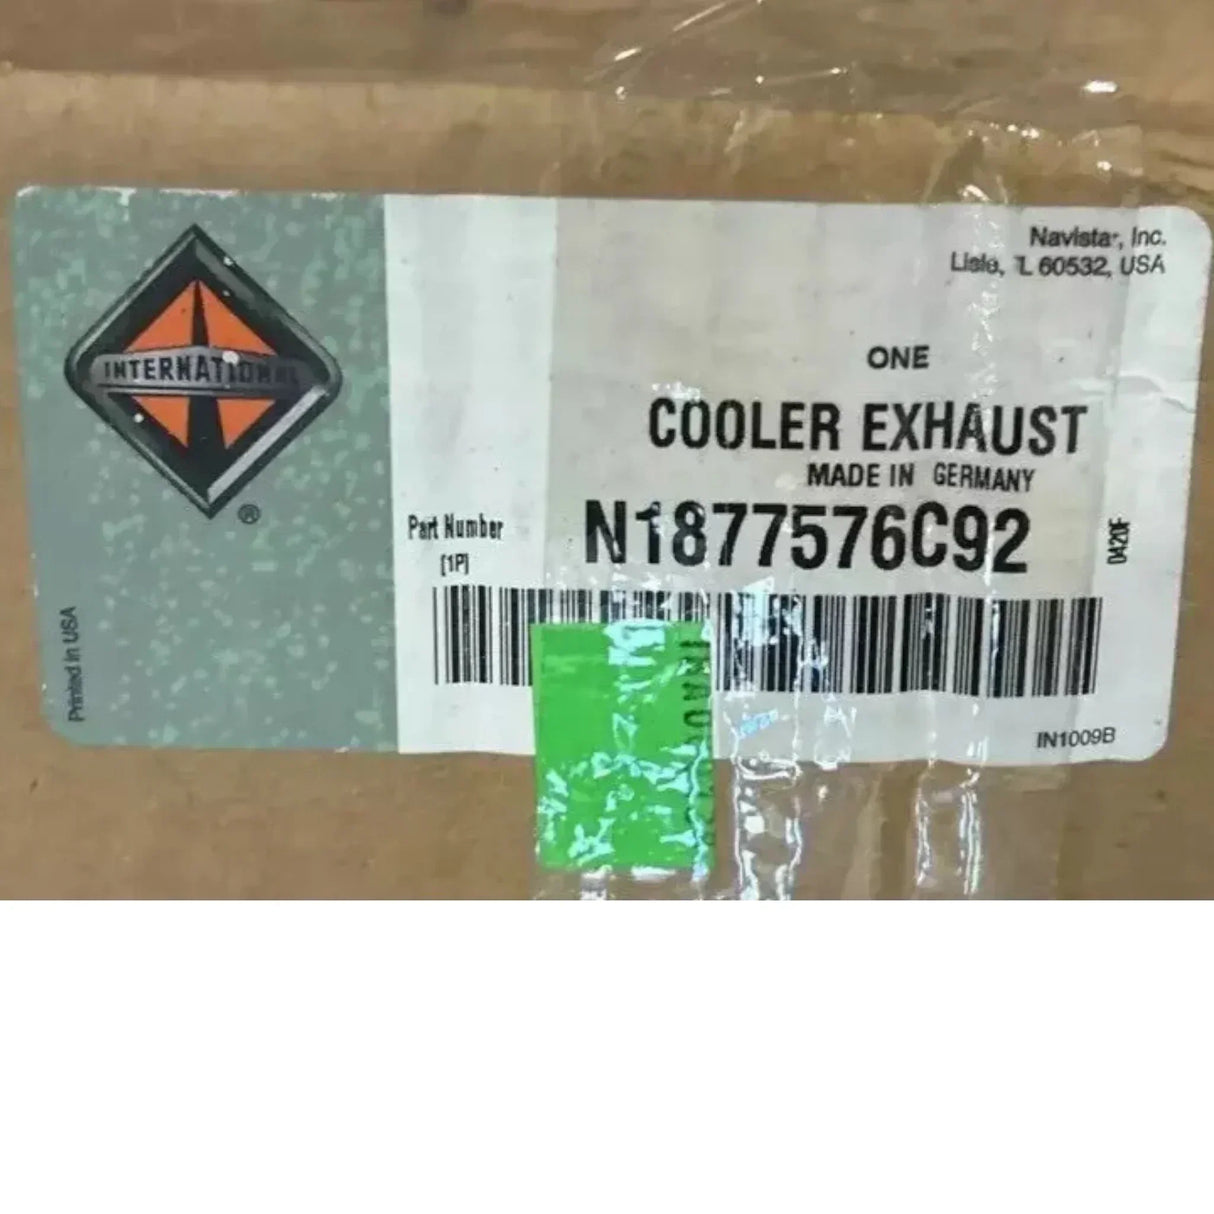 Navistar, Inc.
Lisle, IL 60532, USA
INTERNATIONAL
®
ONE
COOLER EXHAUST
MADE IN GERMANY
Part Number
(1P)
N1877576C92
0420F
Printed in USA
IN1009B